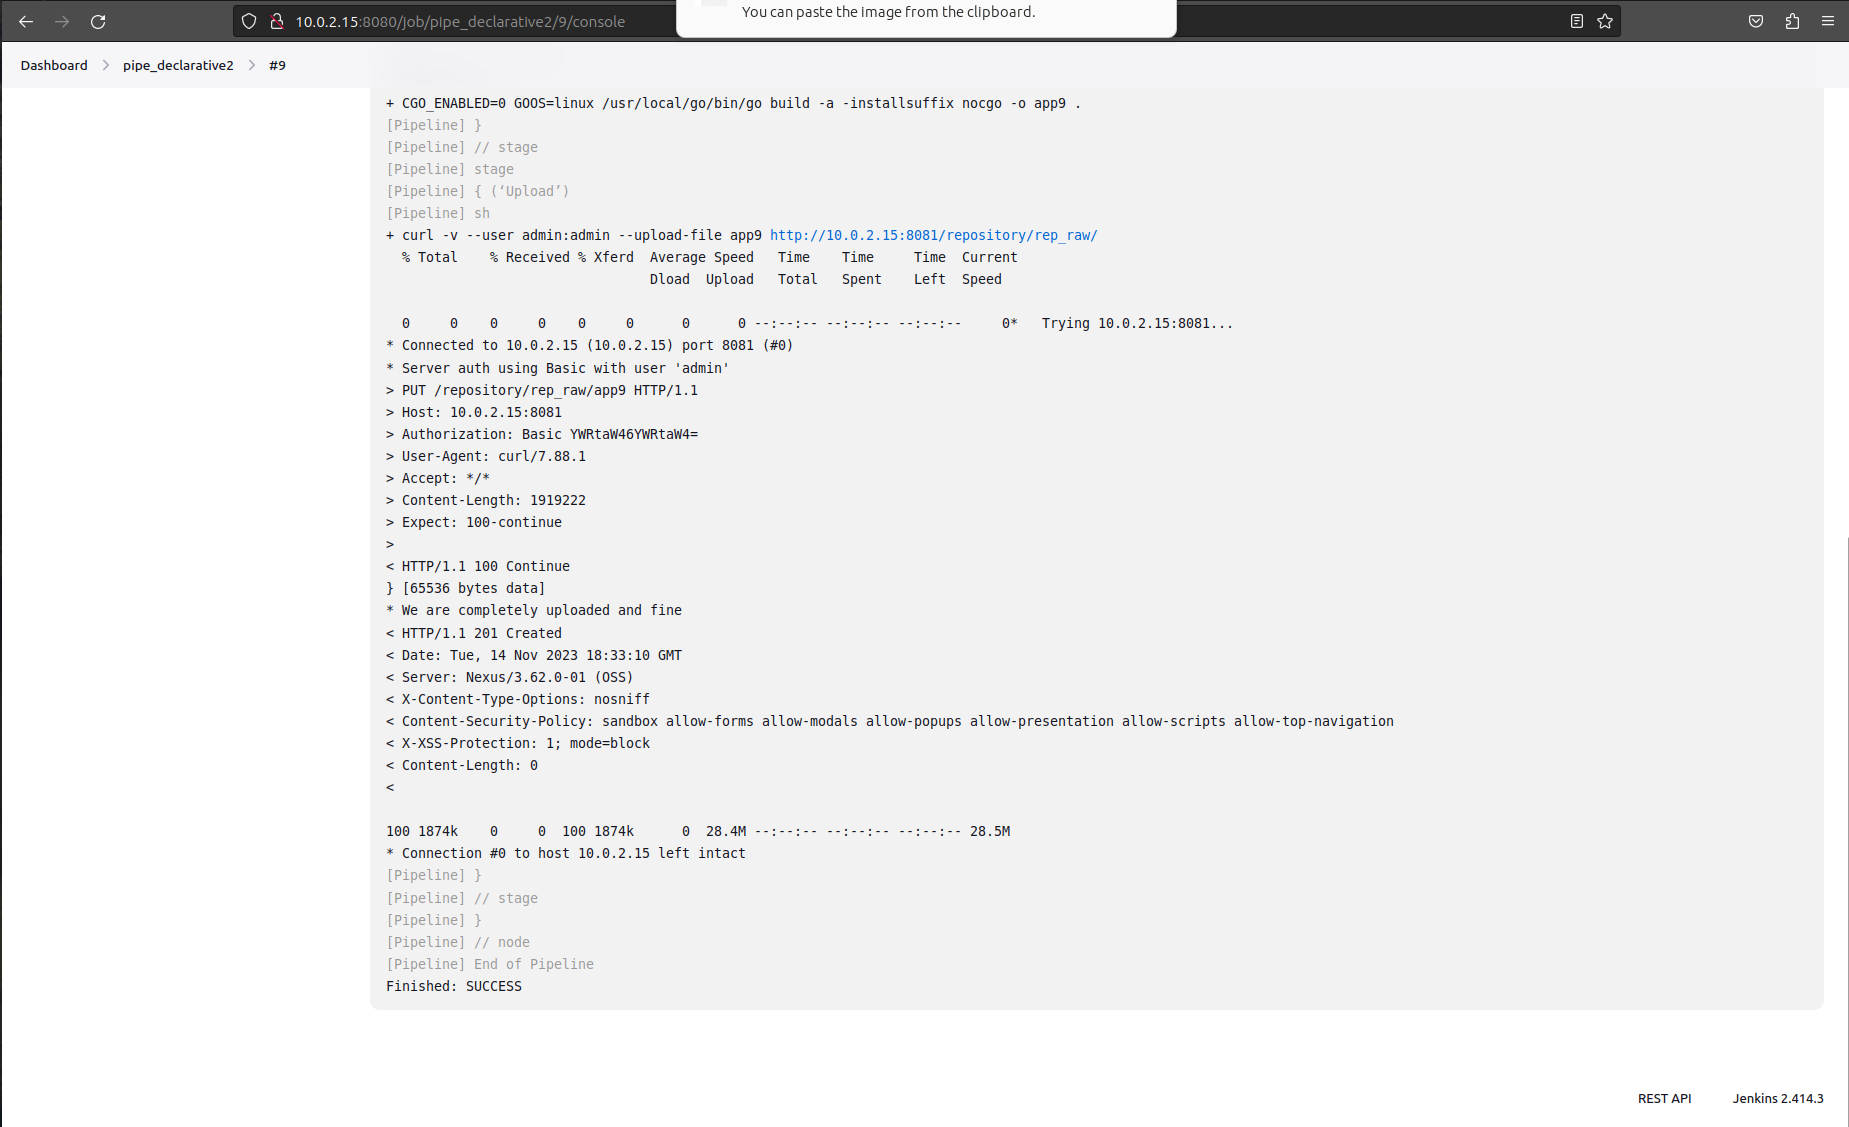 You can paste the image from the clipboard.
10.0.2.15:8080/job/pipe_declarative2/9/console
Dashboard pipe_declarative2 #9
+ CGO_ENABLED=0 GOOS=linux /usr/local/go/bin/go build -a -installsuffix nocgo -o app9 .
[Pipeline] }
[Pipeline] // stage
[Pipeline] stage
[Pipeline] { (‘Upload’)
[Pipeline] sh
+ curl -v --user admin:admin --upload-file app9 http://10.0.2.15:8081/repository/rep_raw/
  % Total    % Received % Xferd  Average Speed   Time    Time     Time  Current
                                 Dload  Upload   Total   Spent    Left  Speed
  0     0    0     0    0     0      0      0 --:--:-- --:--:-- --:--:--     0*   Trying 10.0.2.15:8081...
* Connected to 10.0.2.15 (10.0.2.15) port 8081 (#0)
* Server auth using Basic with user 'admin'
> PUT /repository/rep_raw/app9 HTTP/1.1
> Host: 10.0.2.15:8081
> Authorization: Basic YWRtaW46YWRtaW4=
> User-Agent: curl/7.88.1
> Accept: */*
> Content-Length: 1919222
> Expect: 100-continue
>
< HTTP/1.1 100 Continue
} [65536 bytes data]
* We are completely uploaded and fine
< HTTP/1.1 201 Created
< Date: Tue, 14 Nov 2023 18:33:10 GMT
< Server: Nexus/3.62.0-01 (OSS)
< X-Content-Type-Options: nosniff
< Content-Security-Policy: sandbox allow-forms allow-modals allow-popups allow-presentation allow-scripts allow-top-navigation
< X-XSS-Protection: 1; mode=block
< Content-Length: 0
<
100 1874k    0     0  100 1874k      0  28.4M --:--:-- --:--:-- --:--:-- 28.5M
* Connection #0 to host 10.0.2.15 left intact
[Pipeline] }
[Pipeline] // stage
[Pipeline] }
[Pipeline] // node
[Pipeline] End of Pipeline
Finished: SUCCESS
REST API Jenkins 2.414.3